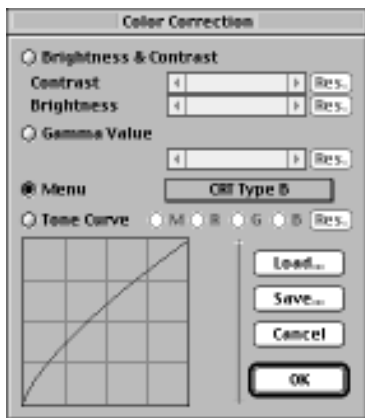 Color Correction
Brightness & Contrast
Contrast Res.
Brightness Res.
Gamma Value
Res.
Menu CRT Type B
Tone Curve M R G B Res.
Load...
Save...
Cancel
OK